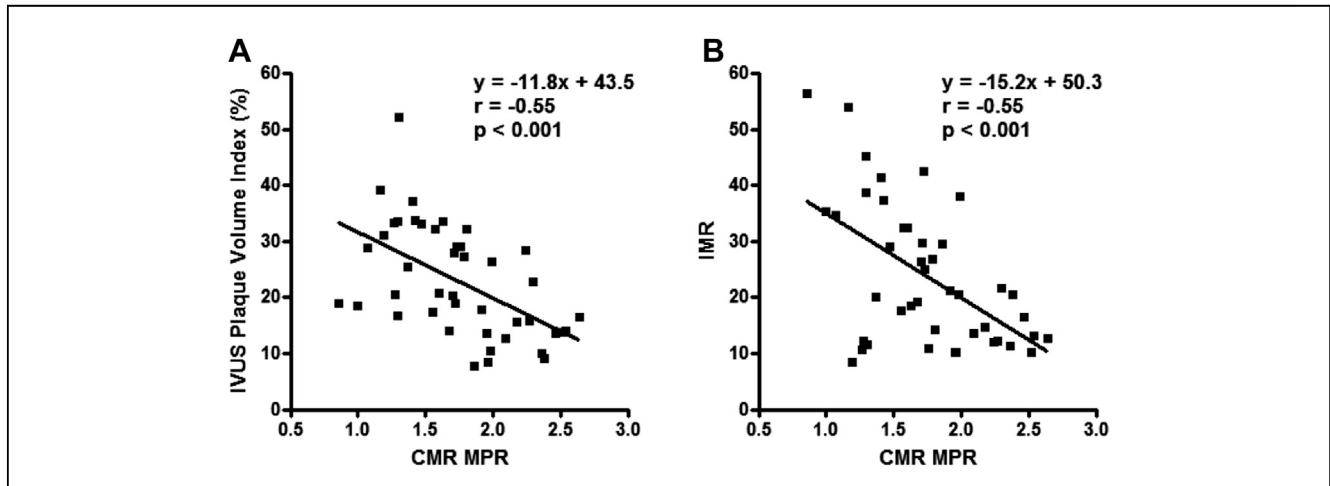 A
y = -11.8x + 43.5
r = -0.55
p < 0.001
IVUS Plaque Volume Index (%)
60
50
40
30
20
10
0
0.5 1.0 1.5 2.0 2.5 3.0
CMR MPR
B
y = -15.2x + 50.3
r = -0.55
p < 0.001
IMR
60
50
40
30
20
10
0
0.5 1.0 1.5 2.0 2.5 3.0
CMR MPR